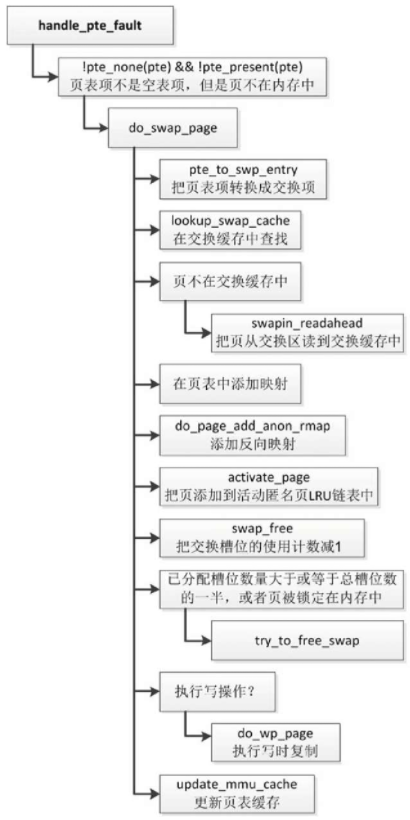 handle_pte_fault
!pte_none(pte) && !pte_present(pte)
页表项不是空表项，但是页不在内存中
do_swap_page
pte_to_swp_entry
把页表项转换成交换项
lookup_swap_cache
在交换缓存中查找
页不在交换缓存中
swapin_readahead
把页从交换区读到交换缓存中
在页表中添加映射
do_page_add_anon_rmap
添加反向映射
activate_page
把页添加到活动匿名页LRU链表中
swap_free
把交换槽位的使用计数减1
已分配槽位数量大于或等于总槽位数
的一半，或者页被锁定在内存中
try_to_free_swap
执行写操作？
do_wp_page
执行写时复制
update_mmu_cache
更新页表缓存